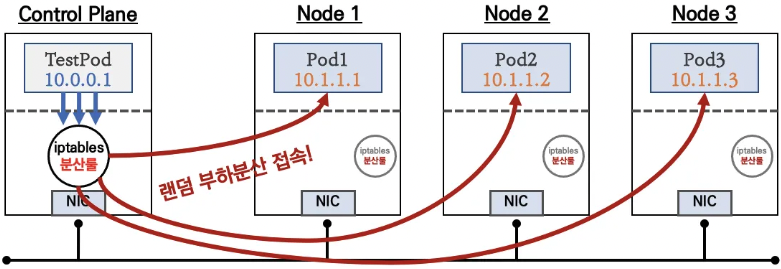 Control Plane
Node 1
Node 2
Node 3
TestPod
10.0.0.1
Pod1
10.1.1.1
Pod2
10.1.1.2
Pod3
10.1.1.3
iptables
분산룰
랜덤 부하분산 접속!
iptables
분산룰
iptables
분산룰
iptables
분산룰
NIC
NIC
NIC
NIC